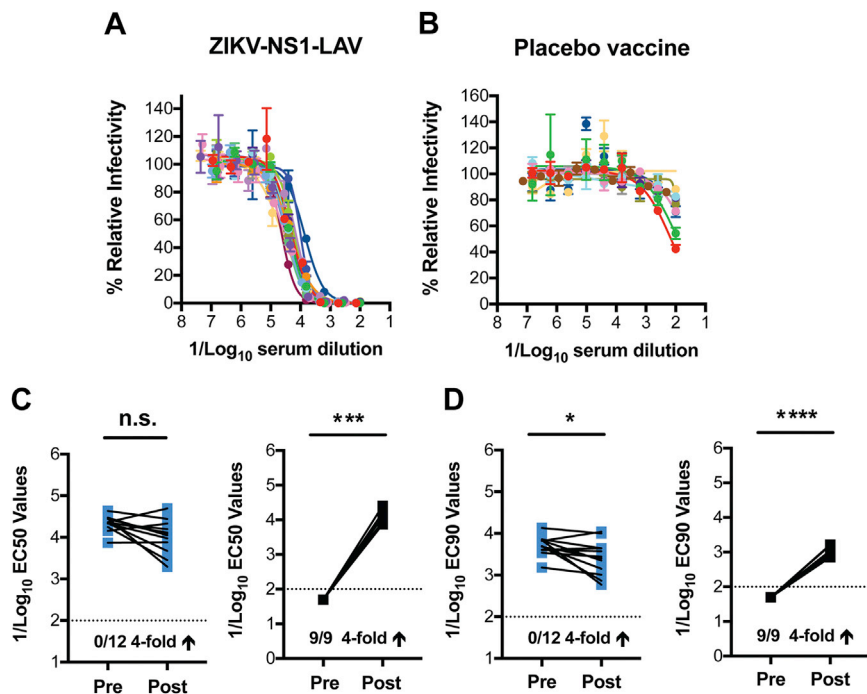 A
ZIKV-NS1-LAV
% Relative Infectivity
140
120
100
80
60
40
20
0
8 7 6 5 4 3 2 1
1/Log10 serum dilution
B
Placebo vaccine
% Relative Infectivity
160
140
120
100
80
60
40
20
0
8 7 6 5 4 3 2 1
1/Log10 serum dilution
C
n.s.
1/Log10 EC50 Values
6
5
4
3
2
1
0/12 4-fold ↑
Pre Post
***
1/Log10 EC50 Values
6
5
4
3
2
1
0
9/9 4-fold ↑
Pre Post
D
*
1/Log10 EC90 Values
6
5
4
3
2
1
0/12 4-fold ↑
Pre Post
****
1/Log10 EC90 Values
6
5
4
3
2
1
0
9/9 4-fold ↑
Pre Post